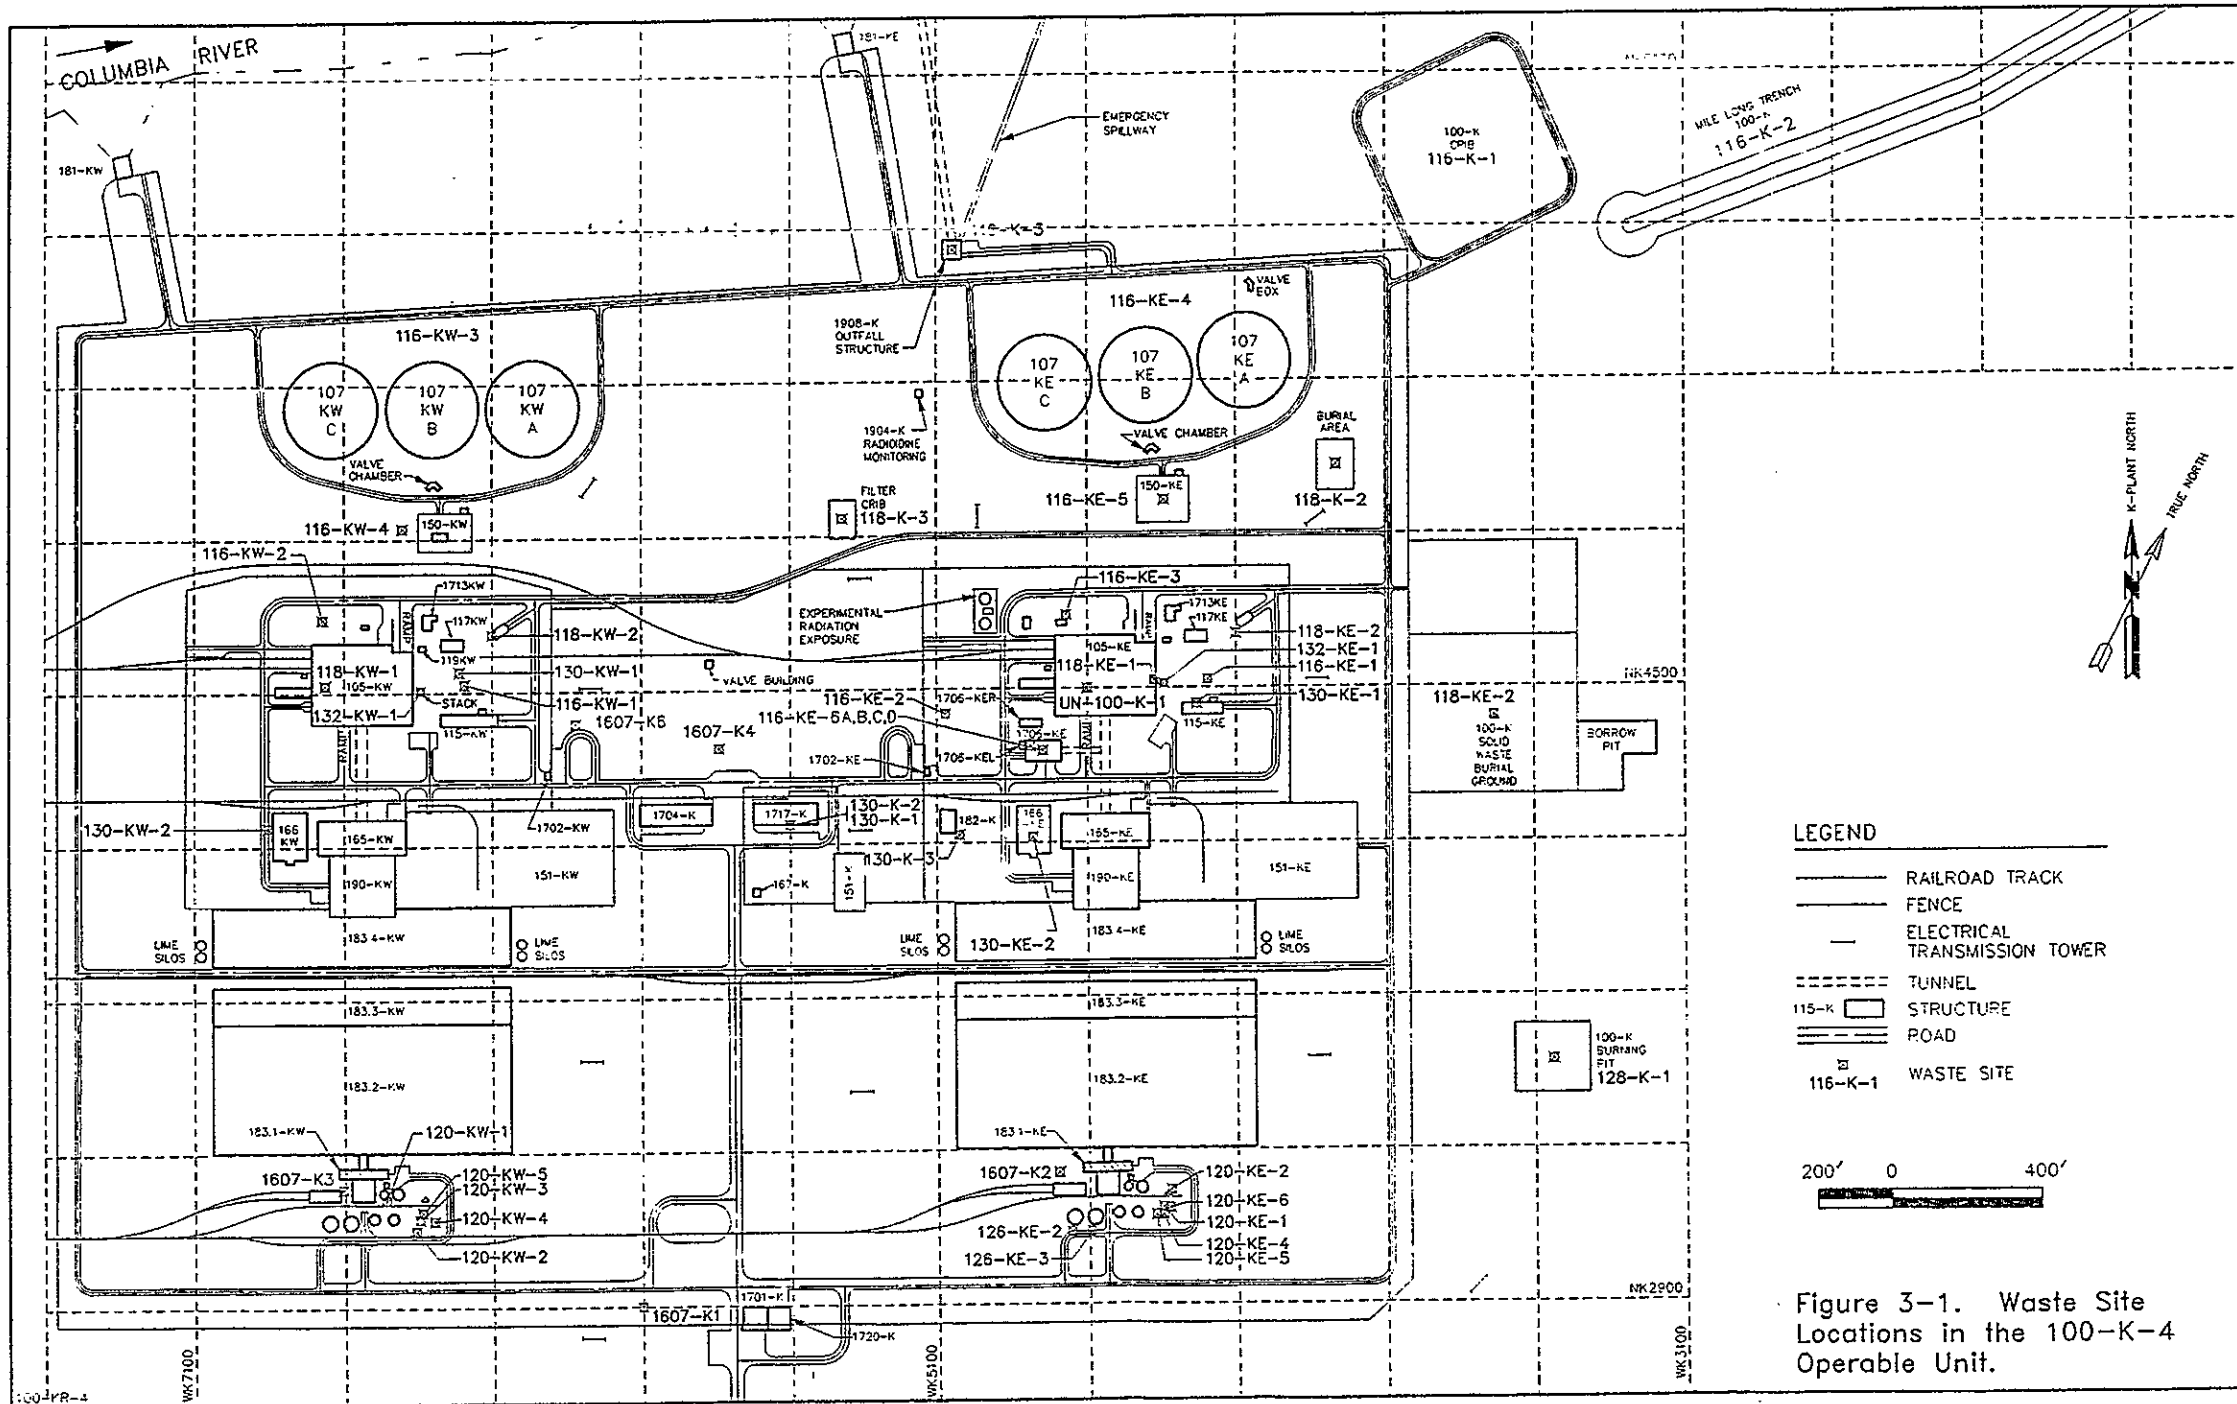 COLUMBIA RIVER
181-KE
181-KW
EMERGENCY
SPILLWAY
100-K
CRIB
116-K-1
MILE LONG TRENCH
100-K
116-K-2
VALVE
BOX
116-KE-4
116-KW-3
1908-K
OUTFALL
STRUCTURE
107
KW
C
107
KW
B
107
KW
A
107
KE
C
107
KE
B
107
KE
A
1904-K
RADIOIDINE
MONITORING
VALVE CHAMBER
BURIAL
AREA
118-K-2
VALVE
CHAMBER
116-KW-4
150-KW
FILTER
CRIB
118-K-3
116-KE-5
150-KE
K-PLANT NORTH
TRUE NORTH
116-KW-2
1713KW
117KW
119KW
RAMP
118-KW-2
EXPERIMENTAL
RADIATION
EXPOSURE
116-KE-3
1713KE
117KE
118-KE-2
132-KE-1
116-KE-1
130-KE-1
118-KW-1
105-KW
132-KW-1
130-KW-1
STACK
116-KW-1
115-KW
RAMP
VALVE BUILDING
105-KE
118-KE-1
UN-100-K-1
115-KE
RAMP
116-KE-2
1706-KER
116-KE-6A,B,C,D
1706-KE
1706-KEL
1607-K6
1607-K4
1702-KE
NK4500
118-KE-2
100-K
SOLID
WASTE
BURIAL
GROUND
BORROW
PIT
130-KW-2
166
KW
165-KW
1702-KW
1704-K
1717-K
130-K-2
130-K-1
182-K
130-K-3
166
KE
165-KE
190-KW
151-KW
167-K
151-K
190-KE
151-KE
LIME
SILOS
183.4-KW
LIME
SILOS
LIME
SILOS
130-KE-2
183.4-KE
LIME
SILOS
183.3-KW
183.3-KE
183.2-KW
183.2-KE
100-K
BURNING
PIT
128-K-1
183.1-KW
120-KW-1
1607-K3
120-KW-5
120-KW-3
120-KW-4
120-KW-2
183.1-KE
1607-K2
120-KE-2
120-KE-6
120-KE-1
120-KE-4
120-KE-5
126-KE-2
126-KE-3
NK2900
1607-K1
1701-K
1720-K
WK7100
WK5100
WK3100
100-KR-4
LEGEND
RAILROAD TRACK
FENCE
ELECTRICAL
TRANSMISSION TOWER
TUNNEL
115-K STRUCTURE
ROAD
116-K-1 WASTE SITE
200' 0 400'
Figure 3-1. Waste Site
Locations in the 100-K-4
Operable Unit.